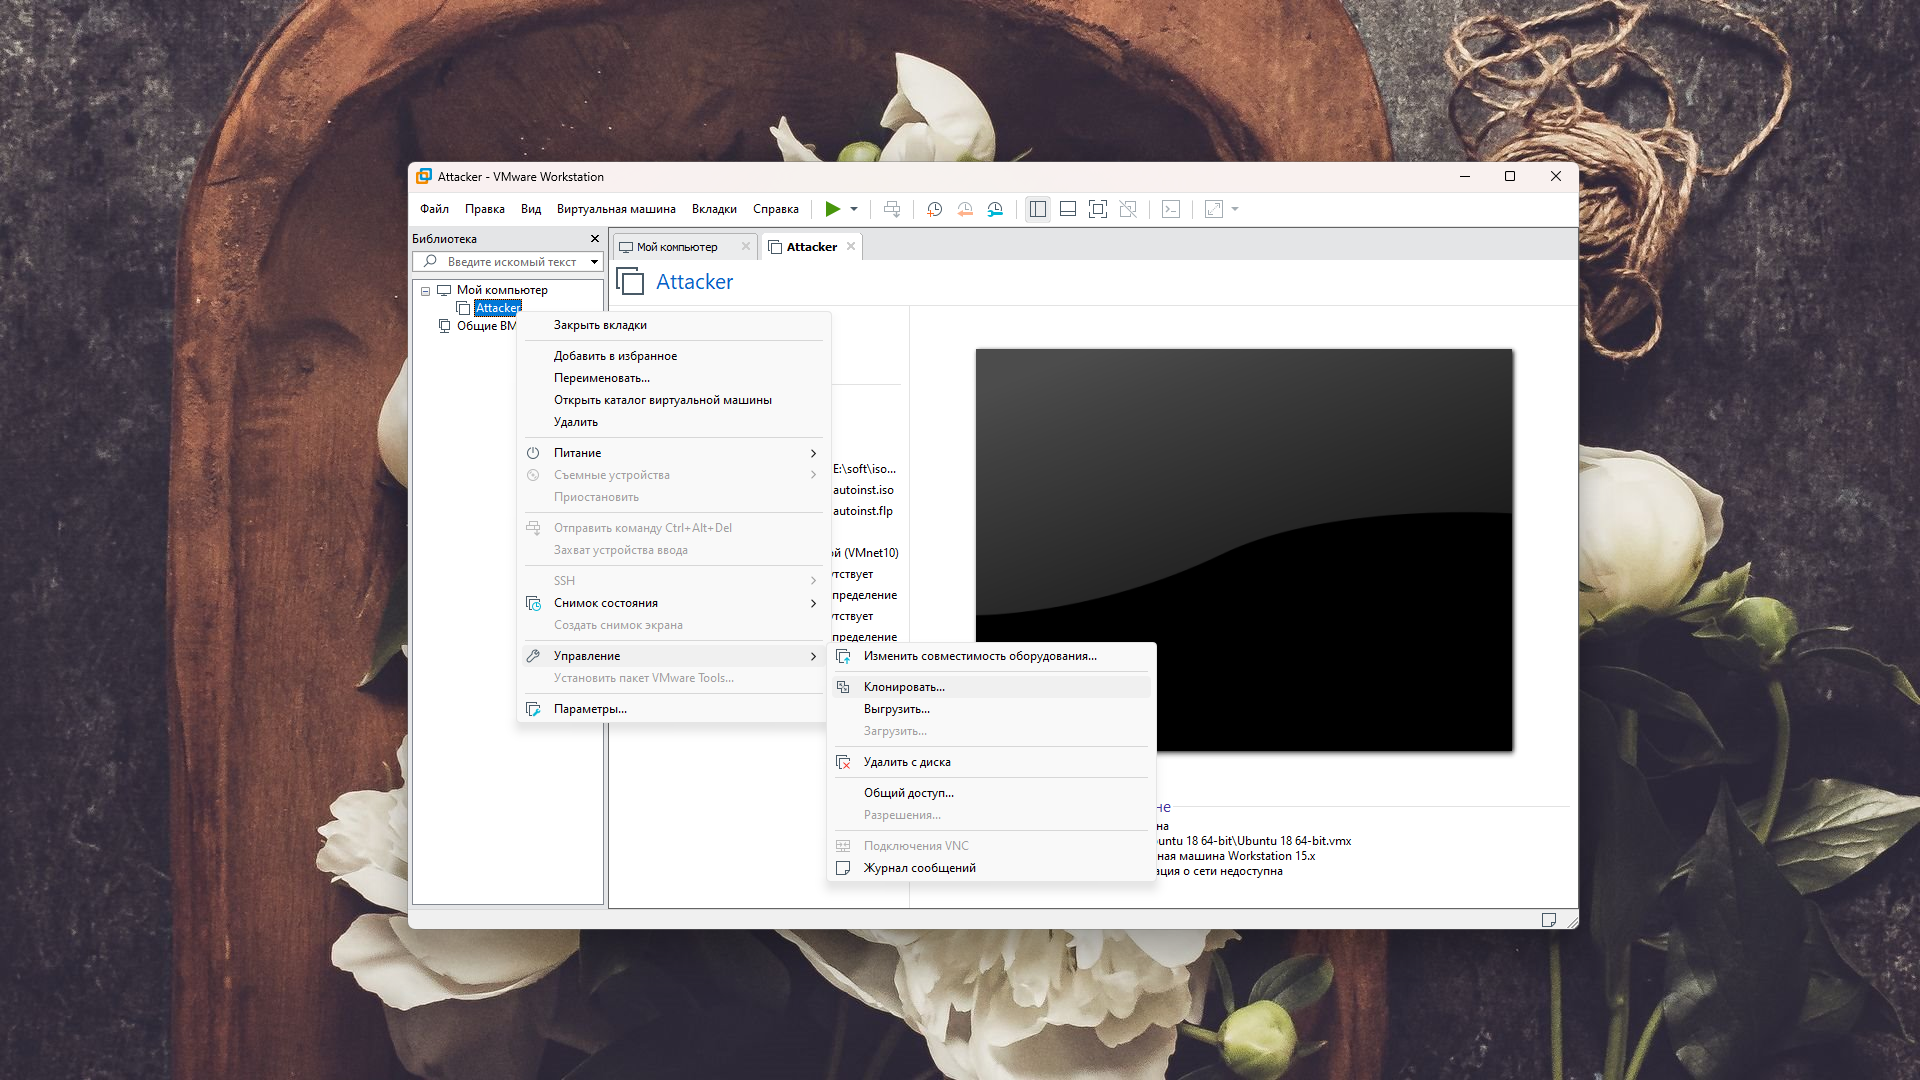 Attacker - VMware Workstation
Файл Правка Вид Виртуальная машина Вкладки Справка
Библиотека
Введите искомый текст
Мой компьютер
Attacker
Общие ВМ
Мой компьютер
Attacker
Attacker
Закрыть вкладки
Добавить в избранное
Переименовать...
Открыть каталог виртуальной машины
Удалить
Питание
Съемные устройства
Приостановить
Отправить команду Ctrl+Alt+Del
Захват устройства ввода
SSH
Снимок состояния
Создать снимок экрана
Управление
Установить пакет VMware Tools...
Параметры...
E:\soft\iso...
autoinst.iso
autoinst.flp
ой (VMnet10)
утствует
пределение
утствует
пределение
Изменить совместимость оборудования...
Клонировать...
Выгрузить...
Загрузить...
Удалить с диска
Общий доступ...
Разрешения...
Подключения VNC
Журнал сообщений
не
на
untu 18 64-bit\Ubuntu 18 64-bit.vmx
ная машина Workstation 15.x
ация о сети недоступна